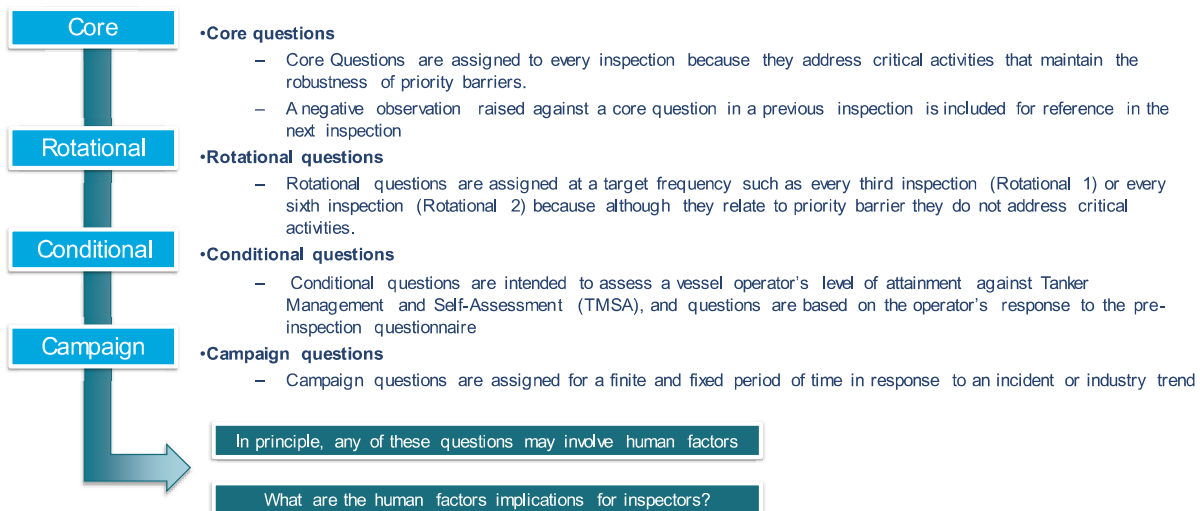 Core
•Core questions
– Core Questions are assigned to every inspection because they address critical activities that maintain the
robustness of priority barriers.
– A negative observation raised against a core question in a previous inspection is included for reference in the
next inspection
Rotational
•Rotational questions
– Rotational questions are assigned at a target frequency such as every third inspection (Rotational 1) or every
sixth inspection (Rotational 2) because although they relate to priority barrier they do not address critical
activities.
Conditional
•Conditional questions
– Conditional questions are intended to assess a vessel operator's level of attainment against Tanker
Management and Self-Assessment (TMSA), and questions are based on the operator's response to the pre-
inspection questionnaire
Campaign
•Campaign questions
– Campaign questions are assigned for a finite and fixed period of time in response to an incident or industry trend
In principle, any of these questions may involve human factors
What are the human factors implications for inspectors?